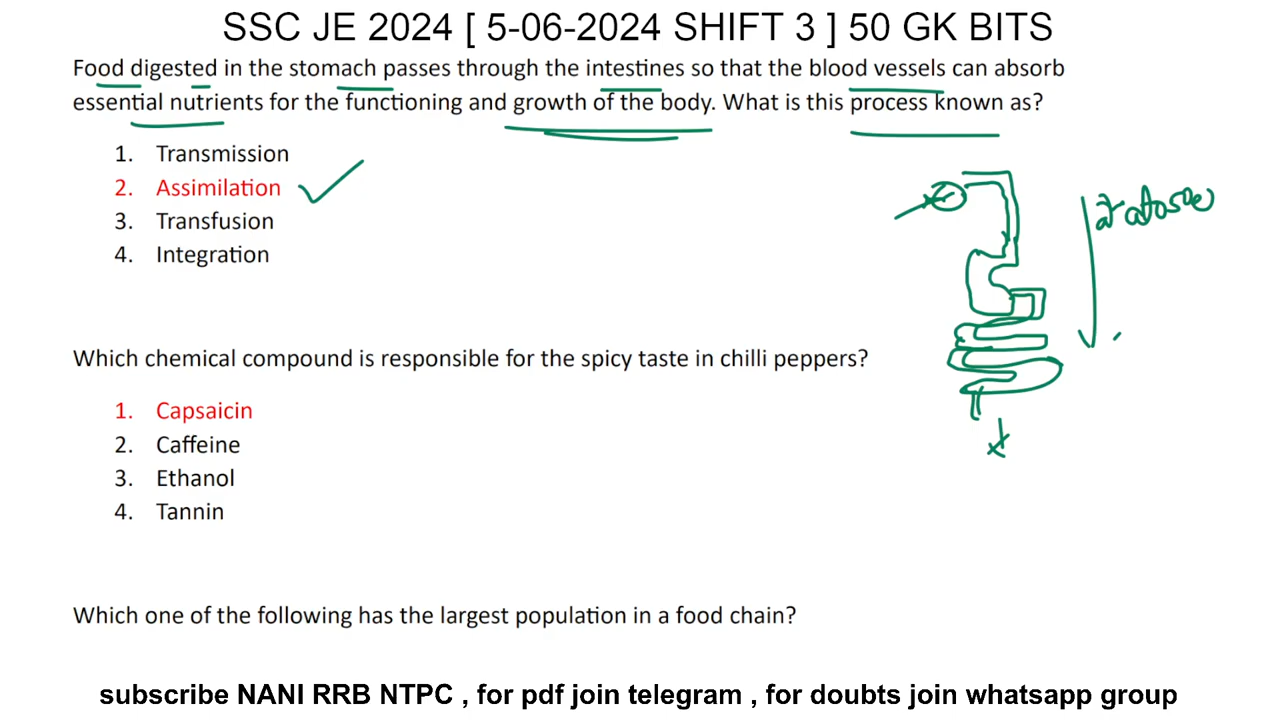 SSC JE 2024 [ 5-06-2024 SHIFT 3 ] 50 GK BITS
Food digested in the stomach passes through the intestines so that the blood vessels can absorb
essential nutrients for the functioning and growth of the body. What is this process known as?
1. Transmission
2. Assimilation
3. Transfusion
4. Integration
Which chemical compound is responsible for the spicy taste in chilli peppers?
1. Capsaicin
2. Caffeine
3. Ethanol
4. Tannin
Which one of the following has the largest population in a food chain?
subscribe NANI RRB NTPC , for pdf join telegram , for doubts join whatsapp group